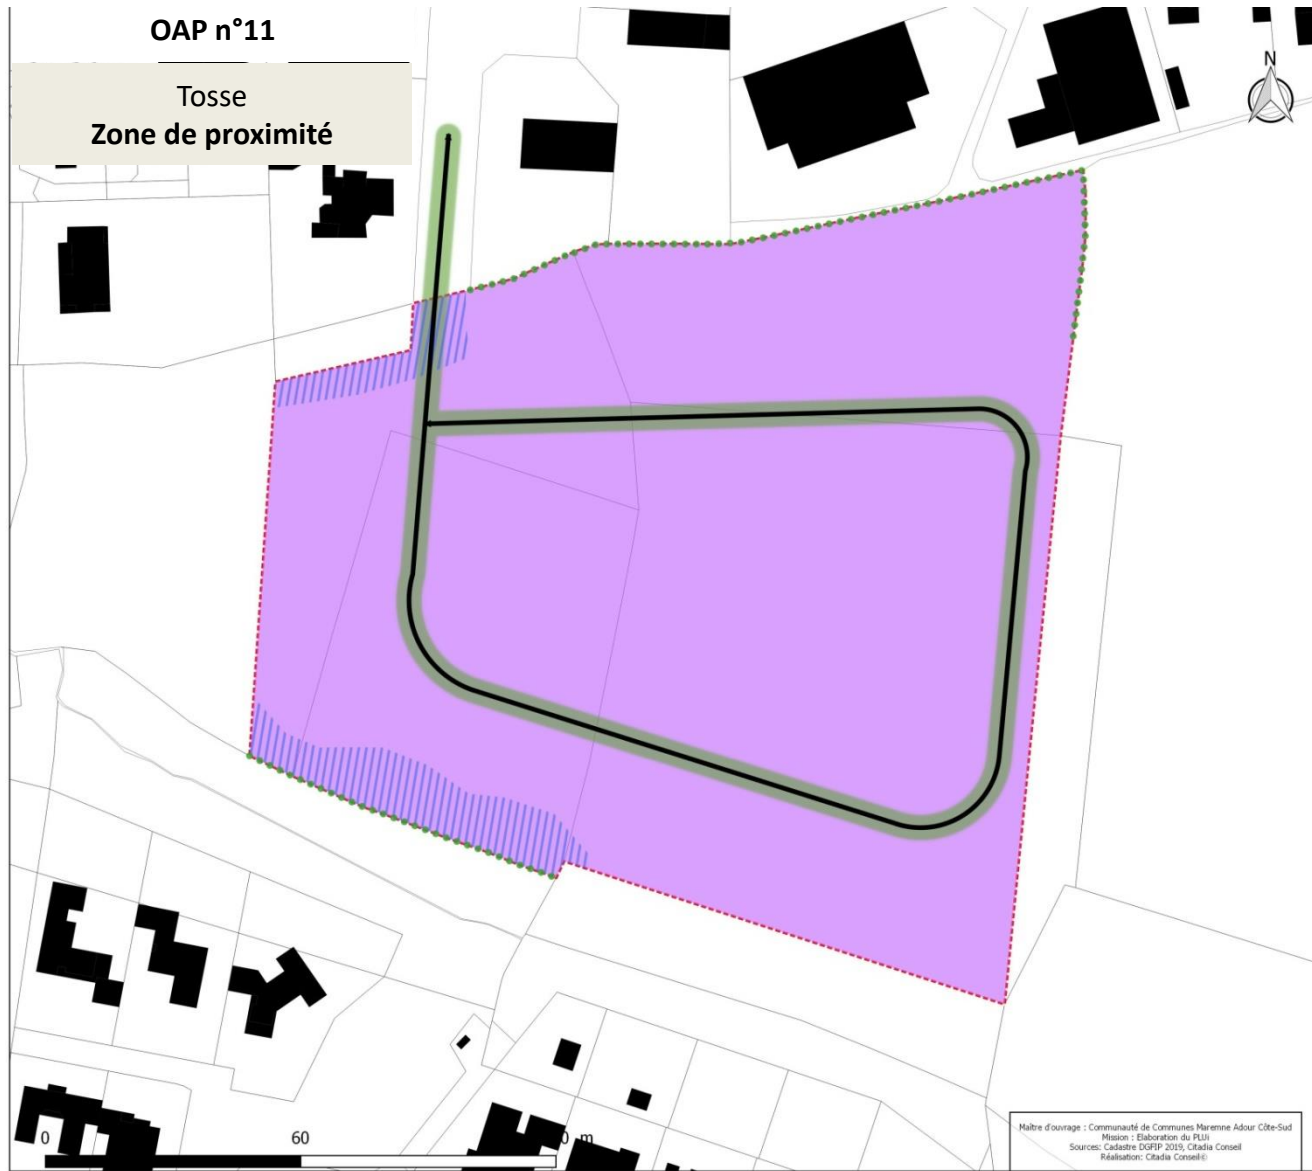 OAP n°11
Tosse
Zone de proximité
N
0 60 0 m
Maître d'ouvrage : Communauté de Communes Maremne Adour Côte-Sud
Mission : Elaboration du PLUi
Sources: Cadastre DGFIP 2019, Citadia Conseil
Réalisation: Citadia Conseil©